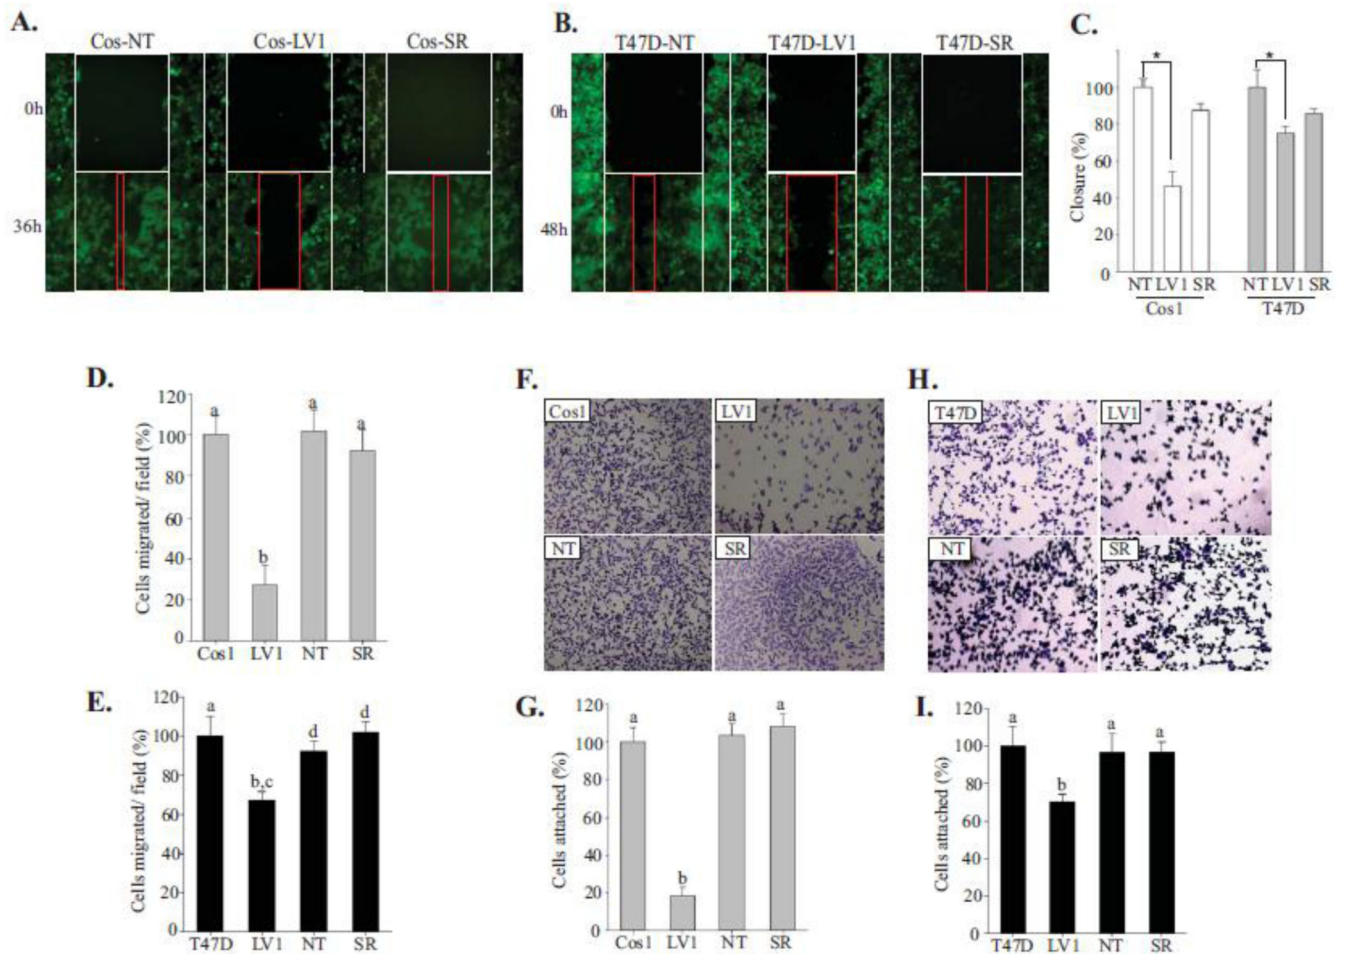 A.
Cos-NT Cos-LV1 Cos-SR
0h
36h
B.
T47D-NT T47D-LV1 T47D-SR
0h
48h
C.
Closure (%)
100
80
60
40
20
0
* *
NT LV1 SR NT LV1 SR
Cos1 T47D
D.
Cells migrated/ field (%)
120
100
80
60
40
20
0
a b a a
Cos1 LV1 NT SR
E.
Cells migrated/ field (%)
120
100
80
60
40
20
0
a b,c d d
T47D LV1 NT SR
F.
Cos1 LV1
NT SR
G.
Cells attached (%)
120
100
80
60
40
20
0
a b a a
Cos1 LV1 NT SR
H.
T47D LV1
NT SR
I.
Cells attached (%)
120
100
80
60
40
20
0
a b a a
T47D LV1 NT SR